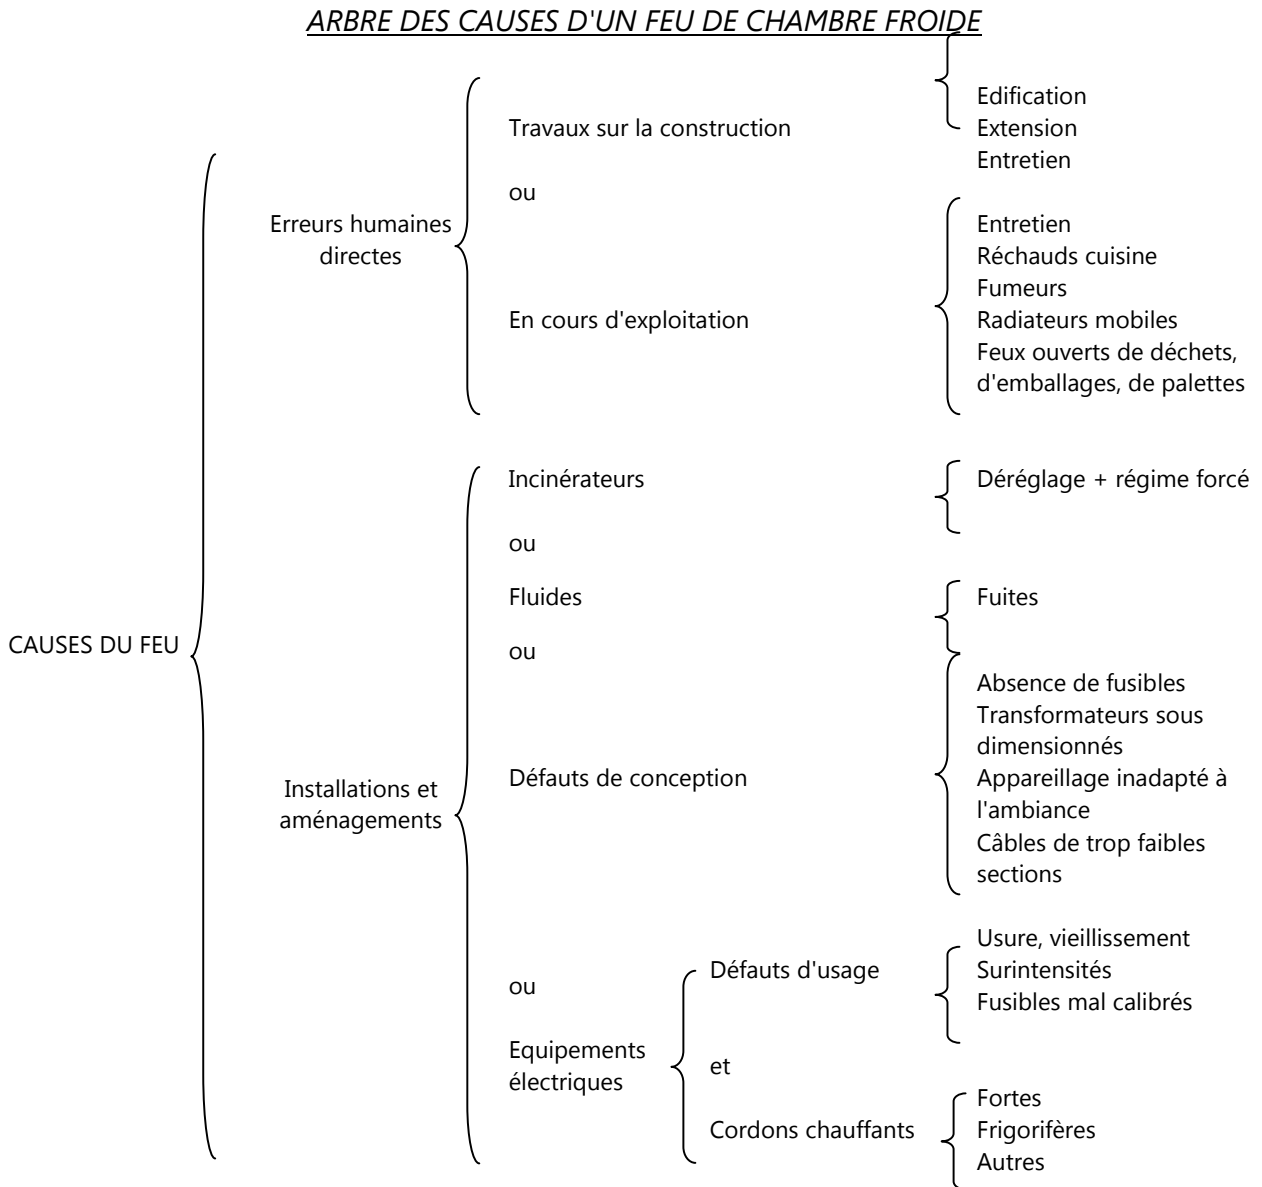 ARBRE DES CAUSES D'UN FEU DE CHAMBRE FROIDE
CAUSES DU FEU
Erreurs humaines
directes
Travaux sur la construction
Edification
Extension
Entretien
ou
En cours d'exploitation
Entretien
Réchauds cuisine
Fumeurs
Radiateurs mobiles
Feux ouverts de déchets,
d'emballages, de palettes
Installations et
aménagements
Incinérateurs
Déréglage + régime forcé
ou
Fluides
Fuites
ou
Défauts de conception
Absence de fusibles
Transformateurs sous
dimensionnés
Appareillage inadapté à
l'ambiance
Câbles de trop faibles
sections
ou
Equipements
électriques
Défauts d'usage
Usure, vieillissement
Surintensités
Fusibles mal calibrés
et
Cordons chauffants
Fortes
Frigorifères
Autres